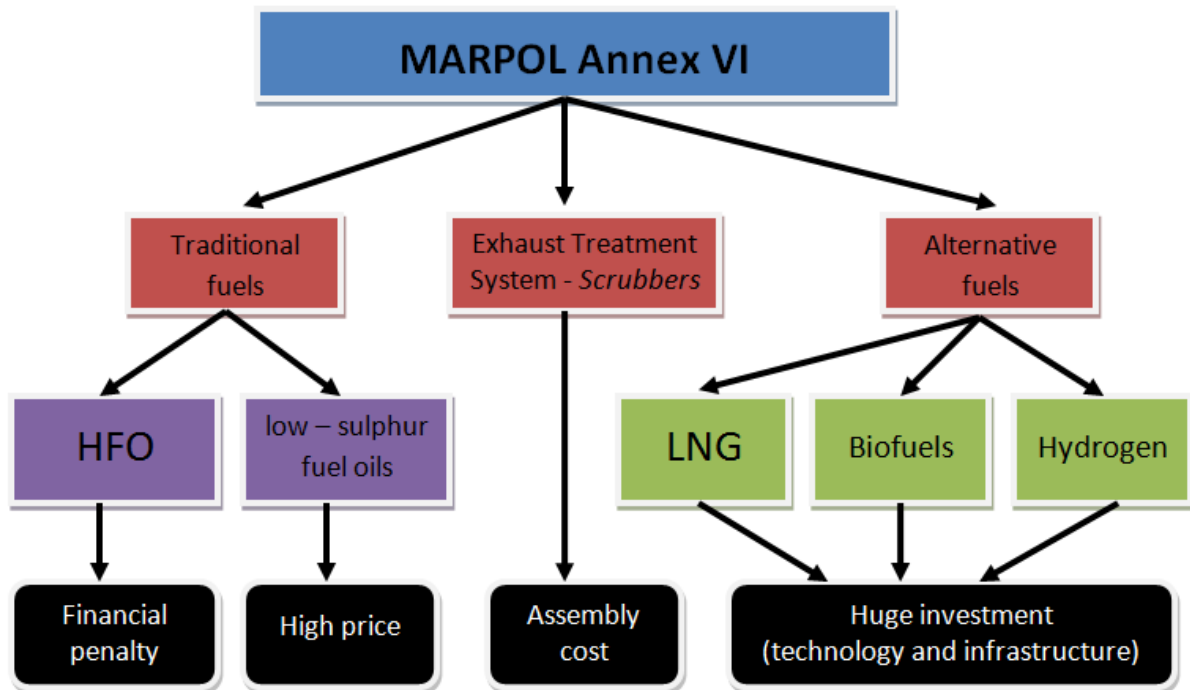 MARPOL Annex VI
Traditional
fuels
Exhaust Treatment
System - Scrubbers
Alternative
fuels
HFO
low – sulphur
fuel oils
LNG
Biofuels
Hydrogen
Financial
penalty
High price
Assembly
cost
Huge investment
(technology and infrastructure)